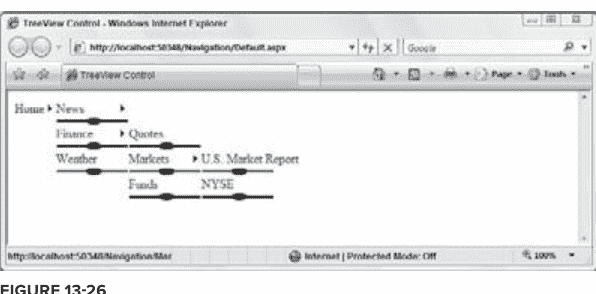 TreeView Control - Windows Internet Explorer
http://localhost:50348/Navigation/Default.aspx
Google
TreeView Control
Page
Tools
Home News
Finance Quotes
Weather Markets U.S. Market Report
Funds NYSE
http://localhost:50348/Navigation/Mar
Internet | Protected Mode: Off
100%
FIGURE 13-26